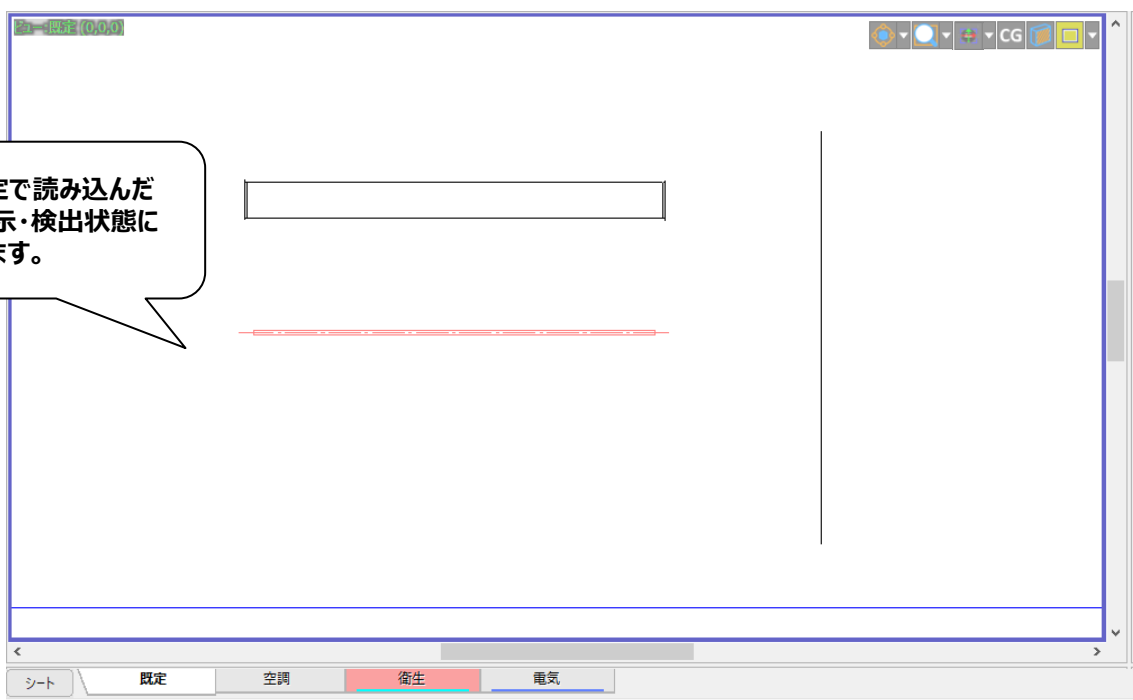 ビュー:既定 (0,0,0)
CG
定で読み込んだ
示・検出状態に
ます。
シート
既定
空調
衛生
電気